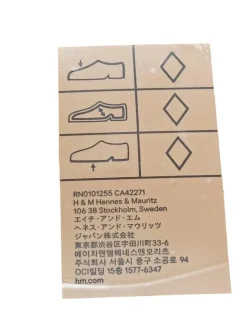 RN0101255 CA42271
H & M Hennes & Mauritz
106 38 Stockholm, Sweden
エイチ・アンド・エム
ヘネス・アンド・マウリッツ
ジャパン株式会社
東京都渋谷区宇田川町33-6
에이치앤엠헤네스앤모리츠
주식회사 서울시 중구 소공로 94
OCI빌딩 15층 1577-6347
hm.com